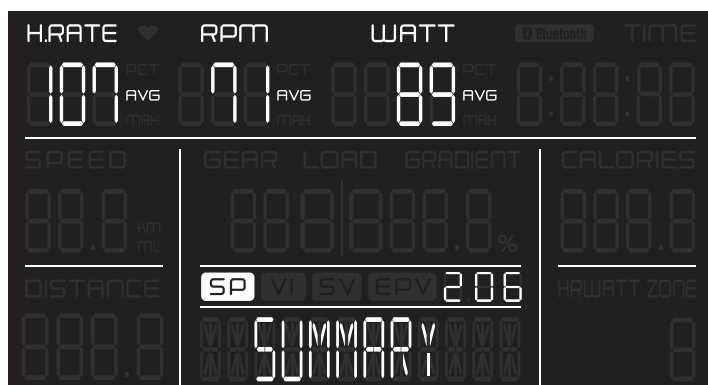 H.RATE ♥ RPM WATT Bluetooth TIME
PCT PCT PCT
107 AVG 71 AVG 89 AVG 8:88:88
MAX MAX MAX
SPEED GEAR LOAD GRADIENT CALORIES
88.8 KM ML 888 888.8 % 888.8
SP VI SV EPV 206
DISTANCE HR/WATT ZONE
888.8 SUMMARY 8